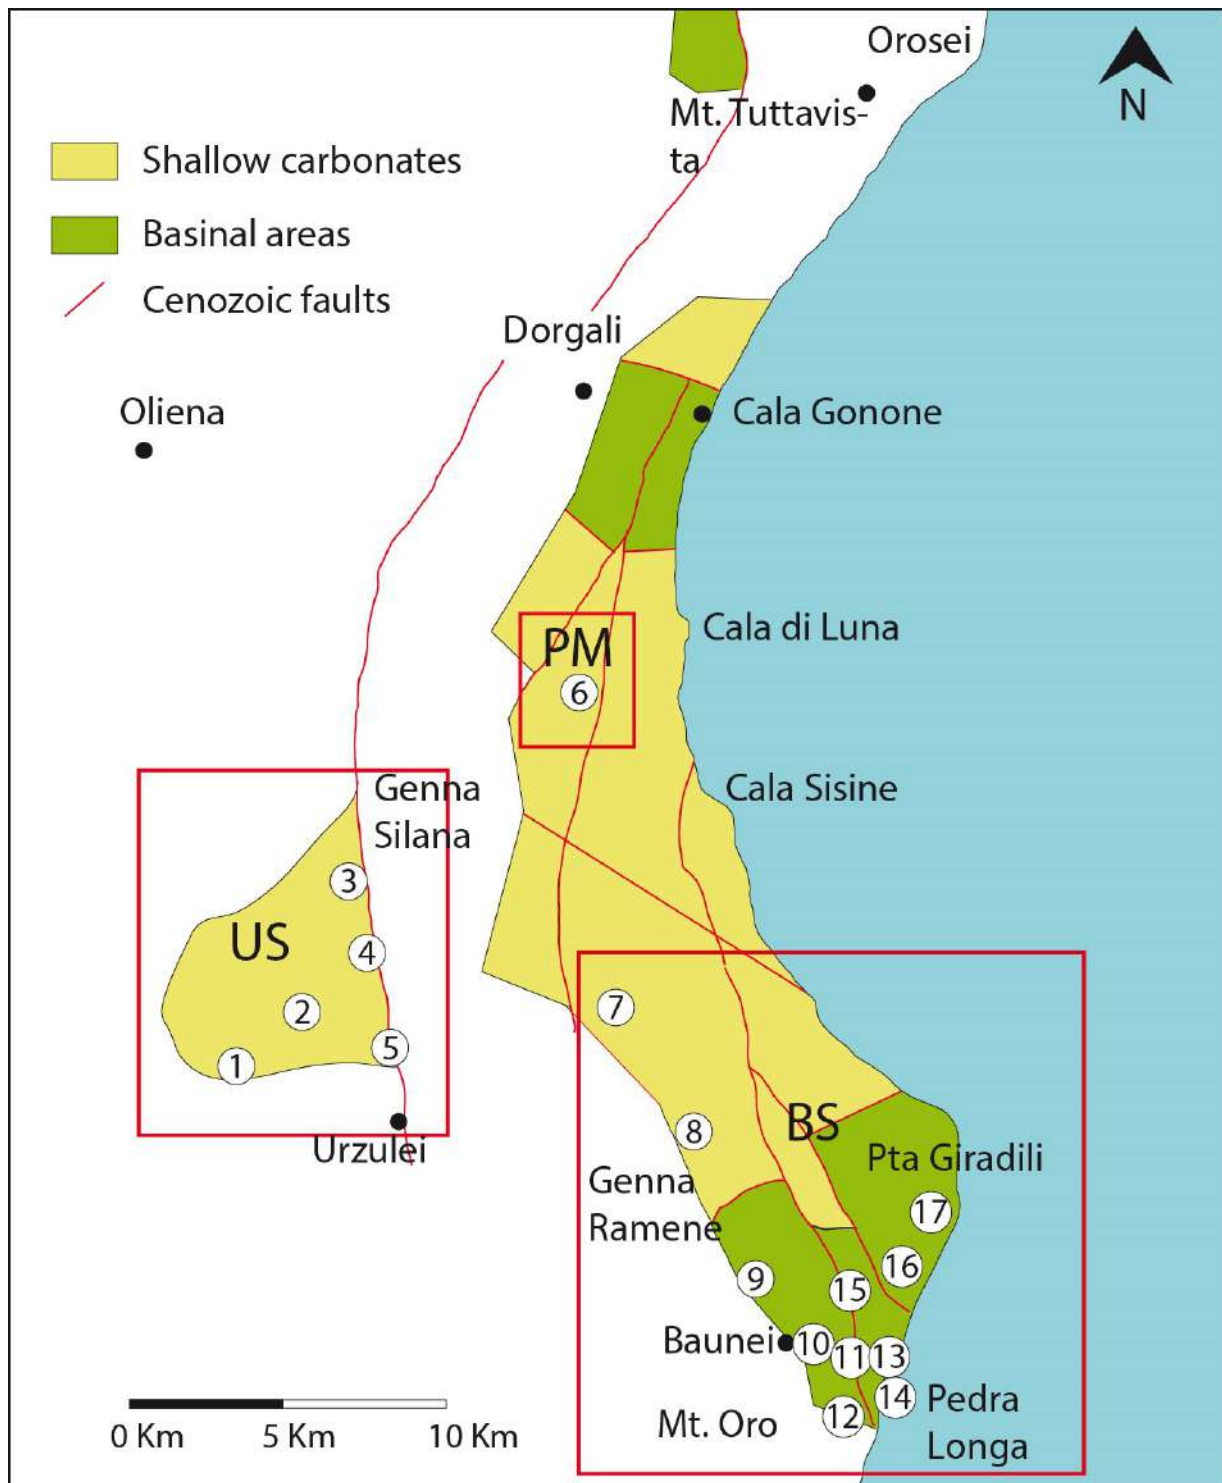 Orosei
N
Mt. Tuttavis-
ta
Shallow carbonates
Basinal areas
Cenozoic faults
Dorgali
Oliena
Cala Gonone
Cala di Luna
PM
6
Genna
Silana
Cala Sisine
3
US
4
2
7
5
1
BS
8
Urzulei
Pta Giradili
Genna
Ramene
17
16
9
15
Baunei
10
11
13
14
Pedra
Longa
12
Mt. Oro
0 Km
5 Km
10 Km